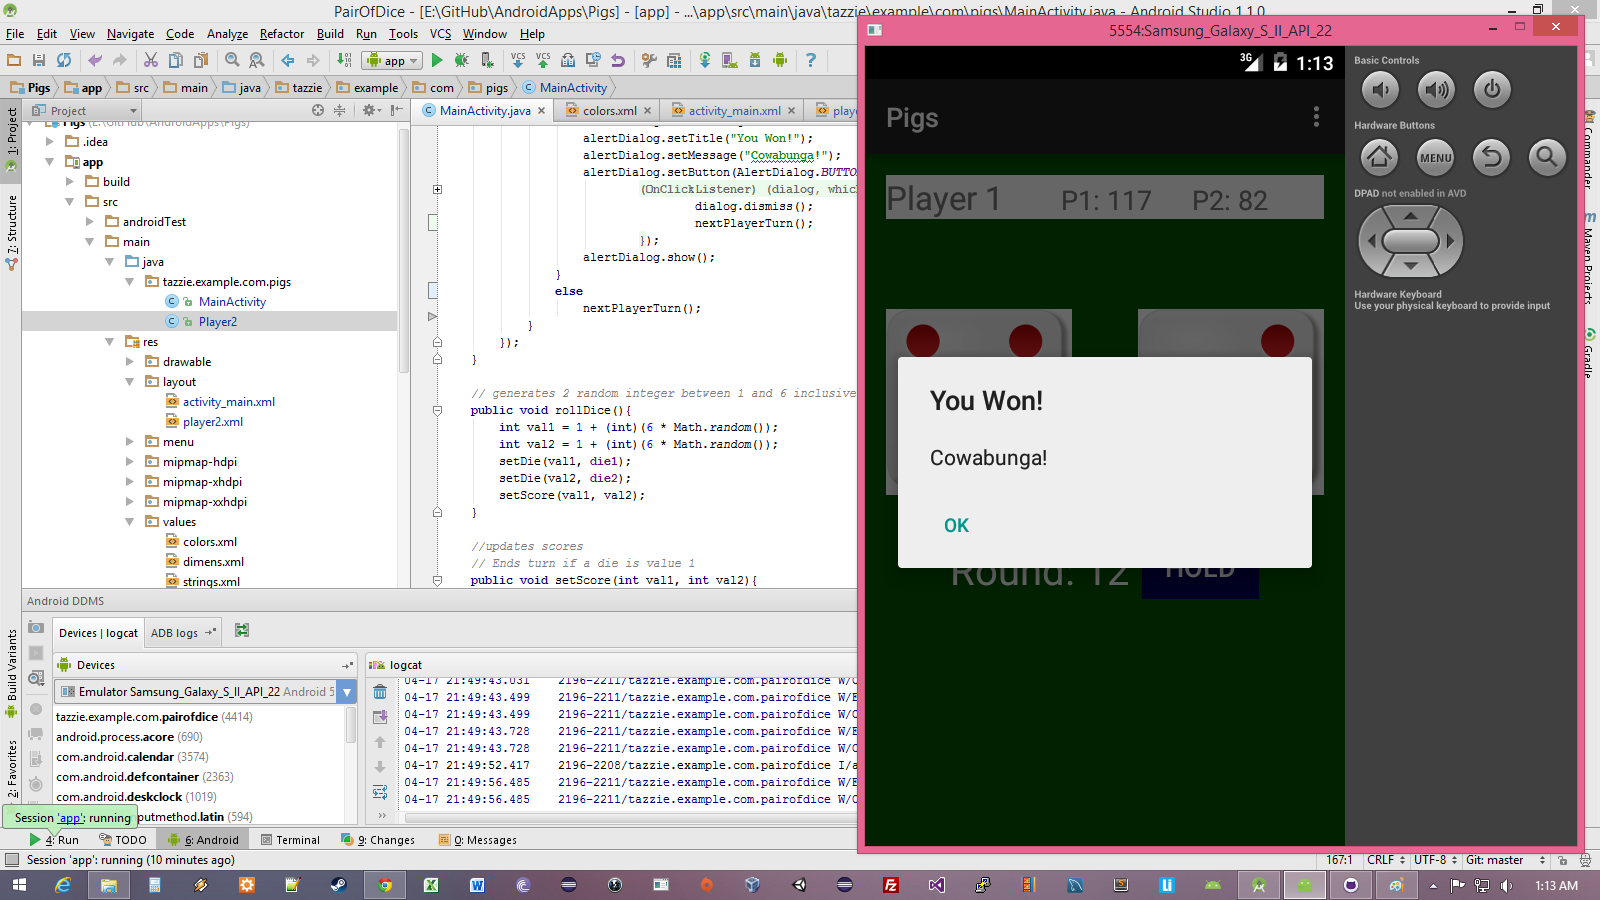 PairOfDice - [E:\GitHub\AndroidApps\Pigs] - [app] - ...\app\src\main\java\tazzie\example\com\pigs\MainActivity.java - Android Studio 1.1.0
File Edit View Navigate Code Analyze Refactor Build Run Tools VCS Window Help
app
Pigs app src main java tazzie example com pigs MainActivity
1: Project
7: Structure
Build Variants
2: Favorites
Project
Pigs (E:\GitHub\AndroidApps\Pigs)
.idea
app
build
src
androidTest
main
java
tazzie.example.com.pigs
MainActivity
Player2
res
drawable
layout
activity_main.xml
player2.xml
menu
mipmap-hdpi
mipmap-xhdpi
mipmap-xxhdpi
values
colors.xml
dimens.xml
strings.xml
MainActivity.java colors.xml activity_main.xml playe
alertDialog.setTitle("You Won!");
alertDialog.setMessage("Cowabunga!");
alertDialog.setButton(AlertDialog.BUTTO
(OnClickListener) (dialog, which
dialog.dismiss();
nextPlayerTurn();
});
alertDialog.show();
}
else
nextPlayerTurn();
}
});
}
// generates 2 random integer between 1 and 6 inclusive
public void rollDice(){
int val1 = 1 + (int)(6 * Math.random());
int val2 = 1 + (int)(6 * Math.random());
setDie(val1, die1);
setDie(val2, die2);
setScore(val1, val2);
}
//updates scores
// Ends turn if a die is value 1
public void setScore(int val1, int val2){
Android DDMS
Devices | logcat ADB logs
Devices
Emulator Samsung_Galaxy_S_II_API_22 Android 5
tazzie.example.com.pairofdice (4414)
android.process.acore (690)
com.android.calendar (3574)
com.android.defcontainer (2363)
com.android.deskclock (1019)
putmethod.latin (594)
Session 'app': running
logcat
04-17 21:49:43.031 2196-2211/tazzie.example.com.pairofdice W/C
04-17 21:49:43.499 2196-2211/tazzie.example.com.pairofdice W/E
04-17 21:49:43.499 2196-2211/tazzie.example.com.pairofdice W/C
04-17 21:49:43.728 2196-2211/tazzie.example.com.pairofdice W/E
04-17 21:49:43.728 2196-2211/tazzie.example.com.pairofdice W/C
04-17 21:49:52.417 2196-2208/tazzie.example.com.pairofdice I/a
04-17 21:49:56.485 2196-2211/tazzie.example.com.pairofdice W/E
04-17 21:49:56.485 2196-2211/tazzie.example.com.pairofdice W/C
4: Run TODO 6: Android Terminal 9: Changes 0: Messages
Session 'app': running (10 minutes ago)
167:1 CRLF UTF-8 Git: master
5554:Samsung_Galaxy_S_II_API_22
3G 1:13
Pigs
Player 1 P1: 117 P2: 82
You Won!
Cowabunga!
OK
Round: 12 HOLD
Basic Controls
Hardware Buttons
MENU
DPAD not enabled in AVD
Hardware Keyboard
Use your physical keyboard to provide input
Commander
Maven Projects
Gradle
1:13 AM